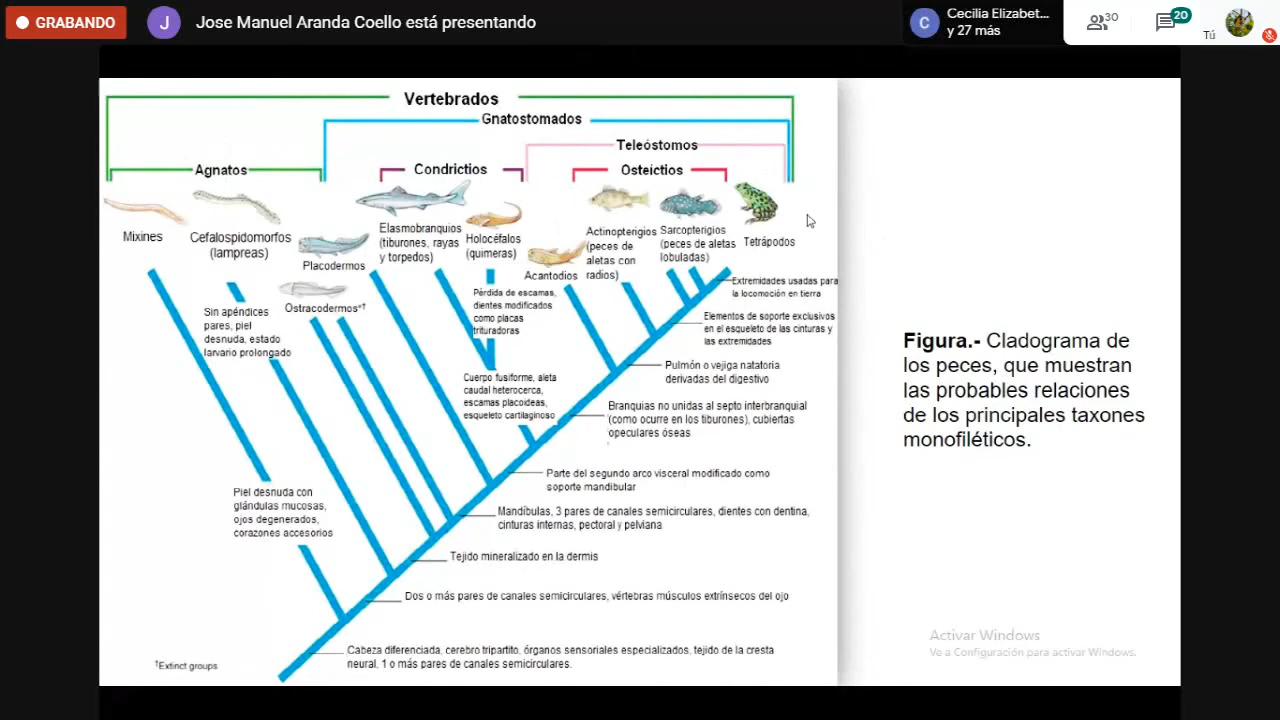 GRABANDO
J
Jose Manuel Aranda Coello está presentando
C
Cecilia Elizabet...
y 27 más
30
20
Tú
Vertebrados
Gnatostomados
Teleóstomos
Agnatos
Condrictios
Osteíctios
Mixines
Cefalospidomorfos
(lampreas)
Placodermos
Ostracodermos*†
Elasmobranquios
(tiburones, rayas
y torpedos)
Holocéfalos
(quimeras)
Acantodios
Actinopterigios
(peces de
aletas con
radios)
Sarcopterigios
(peces de aletas
lobuladas)
Tetrápodos
Sin apéndices
pares, piel
desnuda, estado
larvario prolongado
Pérdida de escamas,
dientes modificados
como placas
trituradoras
Extremidades usadas para
la locomoción en tierra
Elementos de soporte exclusivos
en el esqueleto de las cinturas y
las extremidades
Pulmón o vejiga natatoria
derivadas del digestivo
Cuerpo fusiforme, aleta
caudal heterocerca,
escamas placoideas,
esqueleto cartilaginoso
Branquias no unidas al septo interbranquial
(como ocurre en los tiburones), cubiertas
operculares óseas
Parte del segundo arco visceral modificado como
soporte mandibular
Piel desnuda con
glándulas mucosas,
ojos degenerados,
corazones accesorios
Mandíbulas, 3 pares de canales semicirculares, dientes con dentina,
cinturas internas, pectoral y pelviana
Tejido mineralizado en la dermis
Dos o más pares de canales semicirculares, vértebras músculos extrínsecos del ojo
Cabeza diferenciada, cerebro tripartito, órganos sensoriales especializados, tejido de la cresta
neural, 1 o más pares de canales semicirculares.
†Extinct groups
Figura.- Cladograma de
los peces, que muestran
las probables relaciones
de los principales taxones
monofiléticos.
Activar Windows
Ve a Configuración para activar Windows.